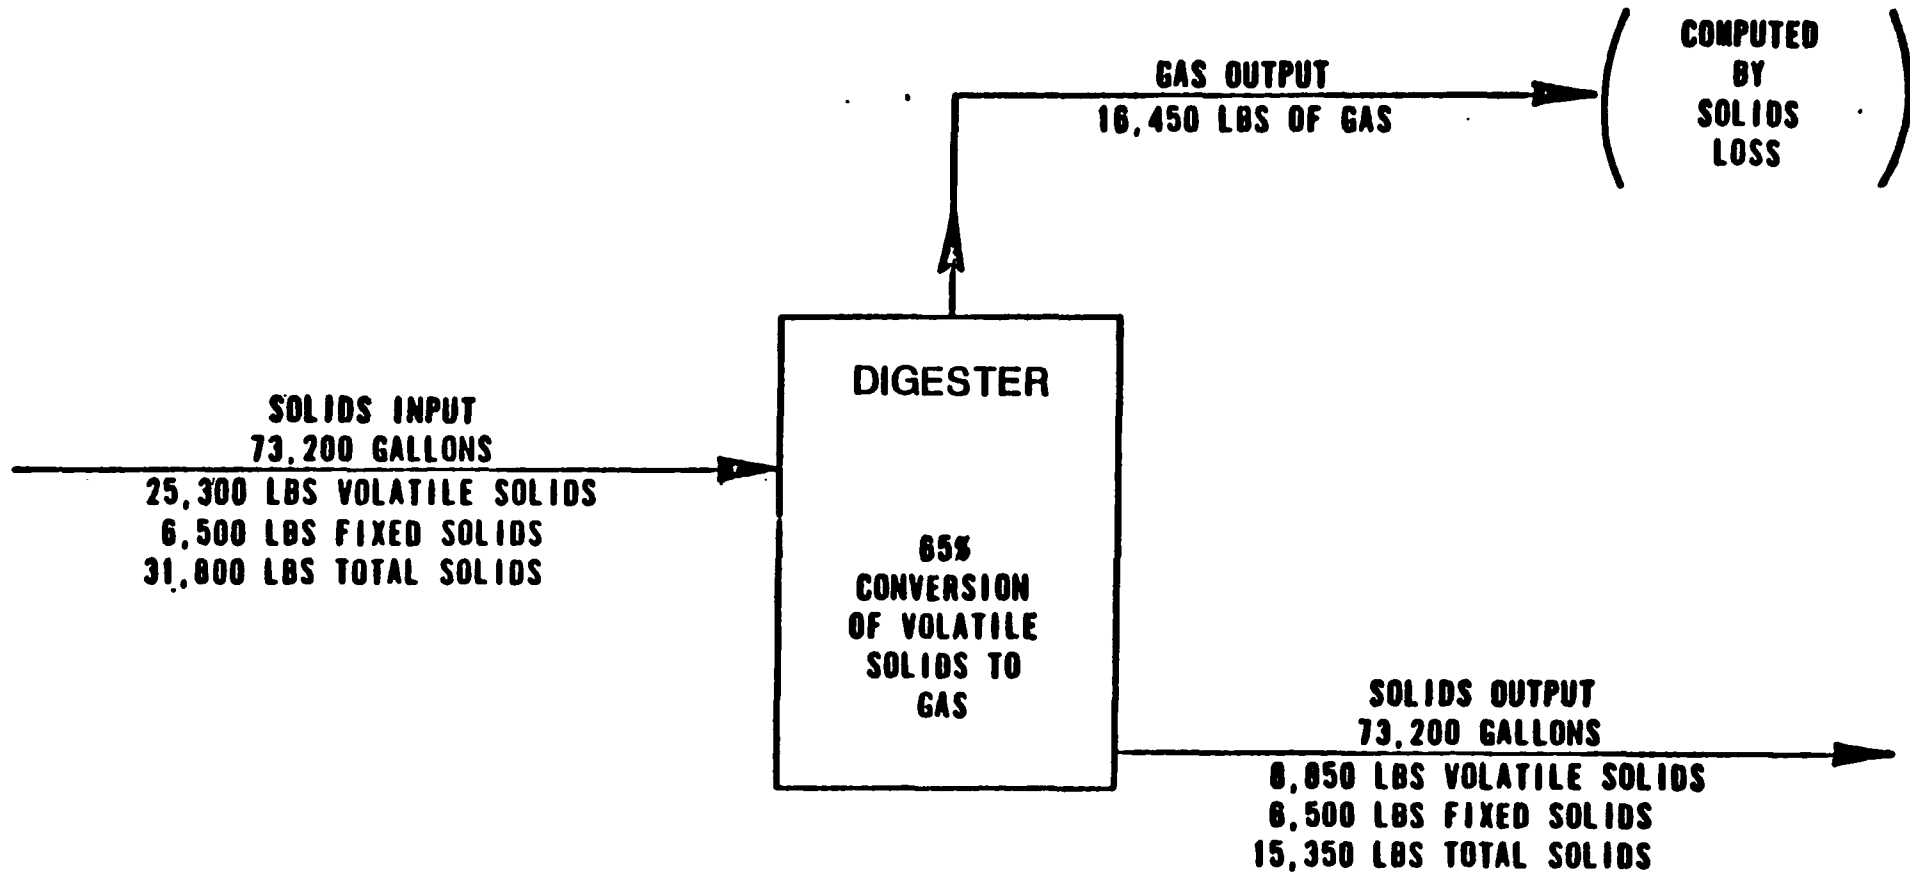 COMPUTED
BY
SOLIDS
LOSS
GAS OUTPUT
16,450 LBS OF GAS
DIGESTER
65%
CONVERSION
OF VOLATILE
SOLIDS TO
GAS
SOLIDS INPUT
73,200 GALLONS
25,300 LBS VOLATILE SOLIDS
6,500 LBS FIXED SOLIDS
31,800 LBS TOTAL SOLIDS
SOLIDS OUTPUT
73,200 GALLONS
8,850 LBS VOLATILE SOLIDS
6,500 LBS FIXED SOLIDS
15,350 LBS TOTAL SOLIDS